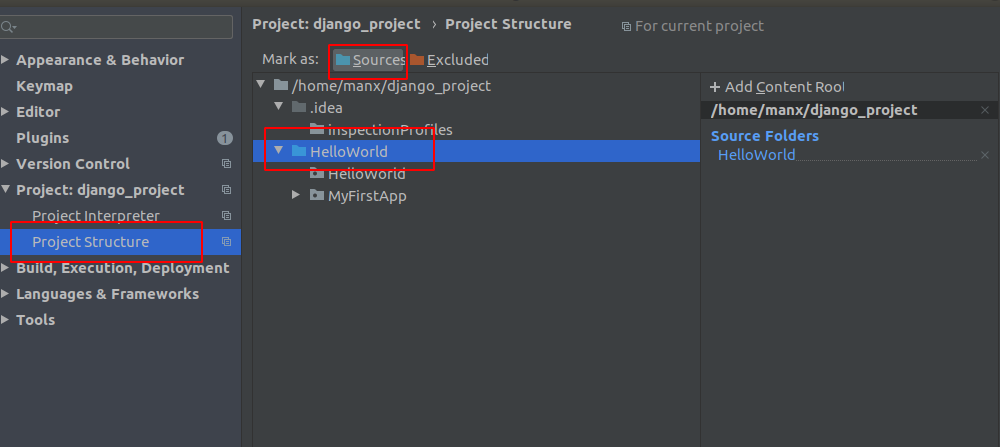 Project: django_project › Project Structure
For current project
Appearance & Behavior
Keymap
Editor
Plugins 1
Version Control
Project: django_project
Project Interpreter
Project Structure
Build, Execution, Deployment
Languages & Frameworks
Tools
Mark as: Sources Excluded
/home/manx/django_project
.idea
inspectionProfiles
HelloWorld
HelloWorld
MyFirstApp
+ Add Content Root
/home/manx/django_project
Source Folders
HelloWorld